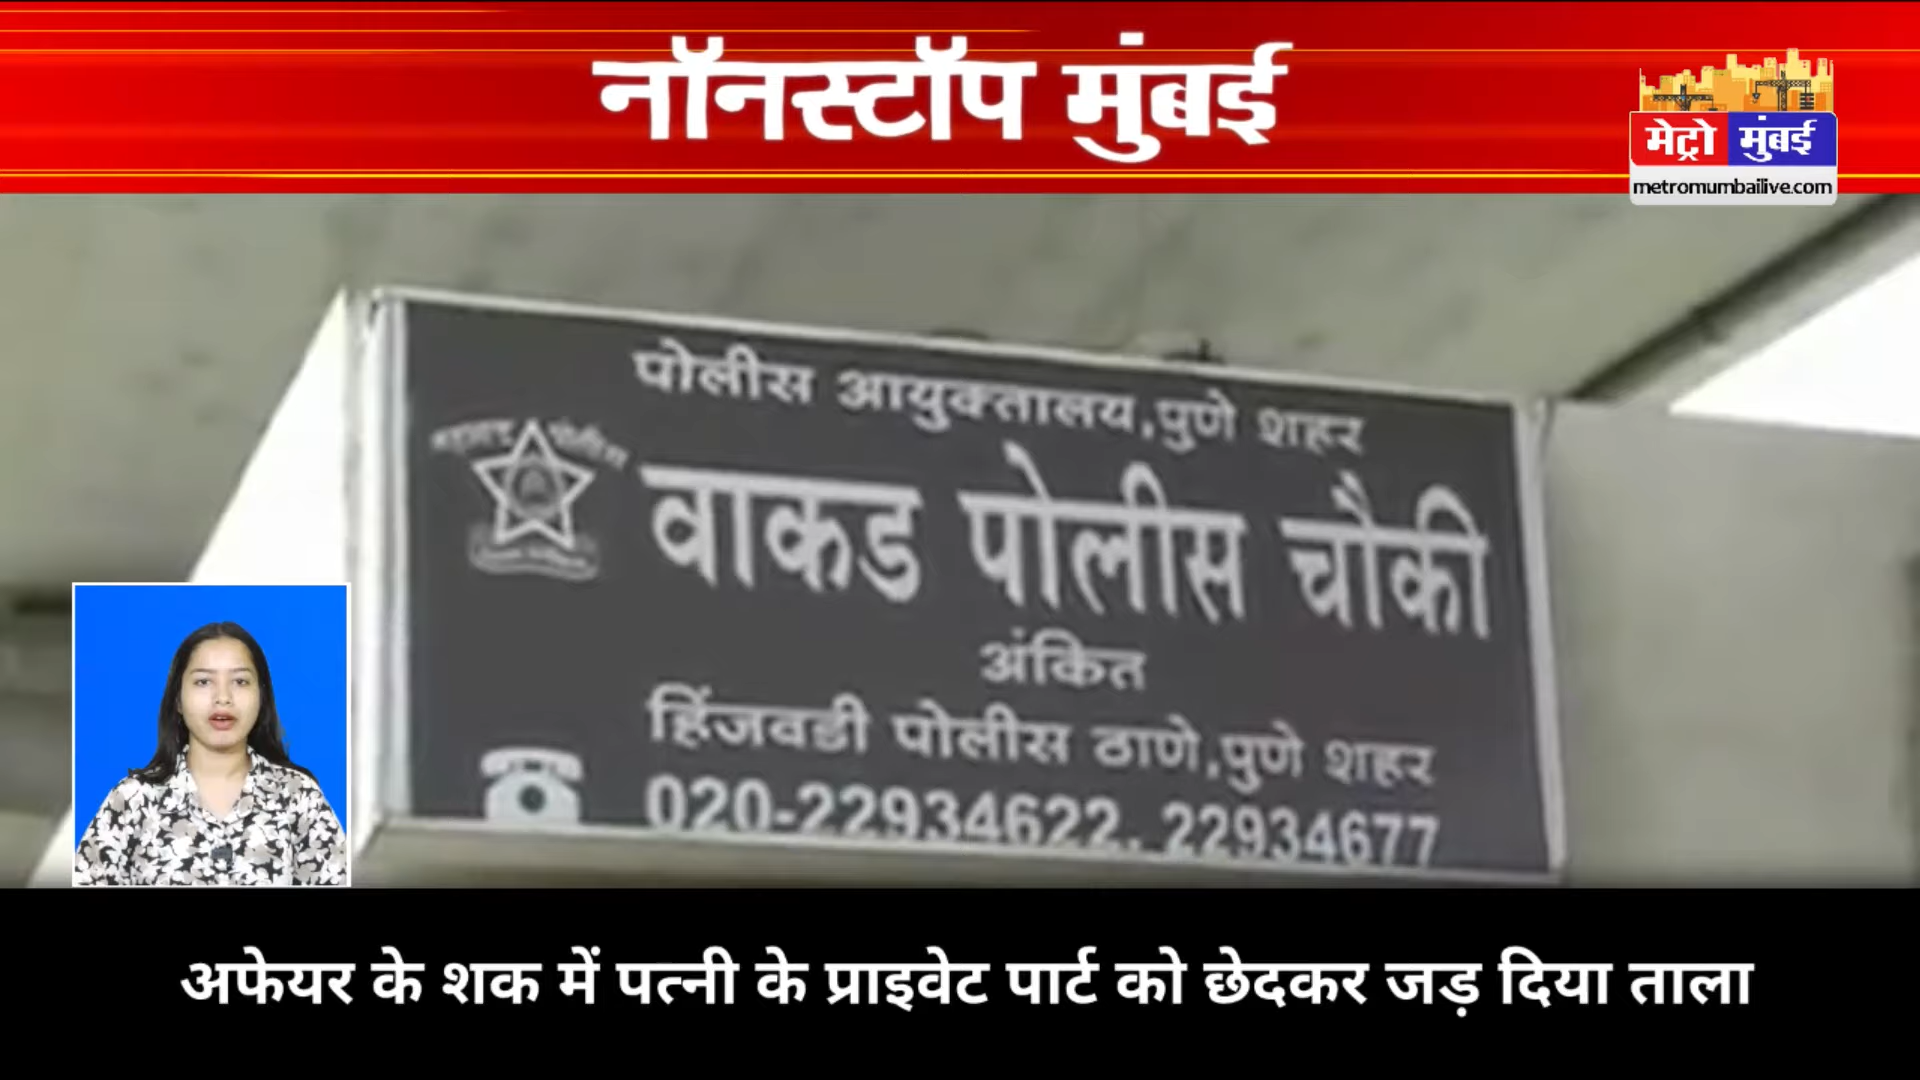 नॉनस्टॉप मुंबई
मेट्रो मुंबई
metromumbailive.com
पोलीस आयुक्तालय,पुणे शहर
महाराष्ट्र पोलीस
वाकड पोलीस चौकी
अंकित
हिंजवडी पोलीस ठाणे,पुणे शहर
020-22934622, 22934677
अफेयर के शक में पत्नी के प्राइवेट पार्ट को छेदकर जड़ दिया ताला